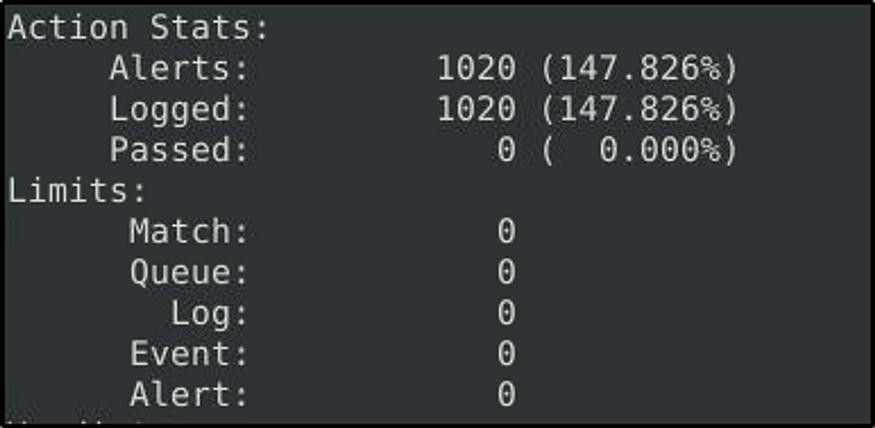 Action Stats:
Alerts: 1020 (147.826%)
Logged: 1020 (147.826%)
Passed: 0 ( 0.000%)
Limits:
Match: 0
Queue: 0
Log: 0
Event: 0
Alert: 0